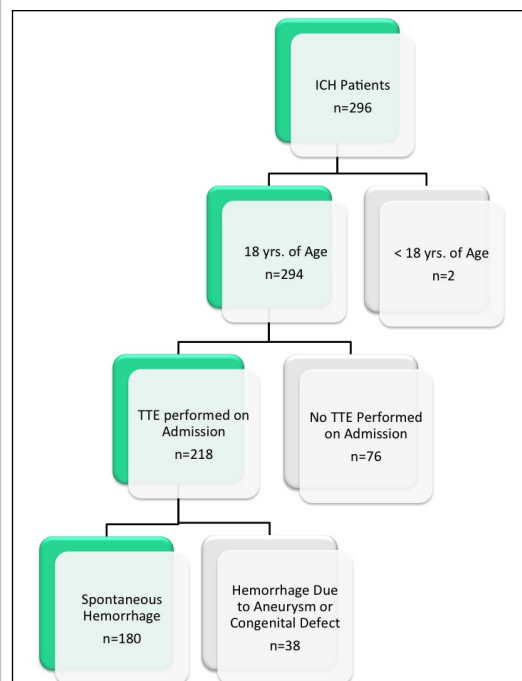 ICH Patients
n=296
18 yrs. of Age
n=294
< 18 yrs. of Age
n=2
TTE performed on
Admission
n=218
No TTE Performed
on Admission
n=76
Spontaneous
Hemorrhage
n=180
Hemorrhage Due
to Aneurysm or
Congenital Defect
n=38